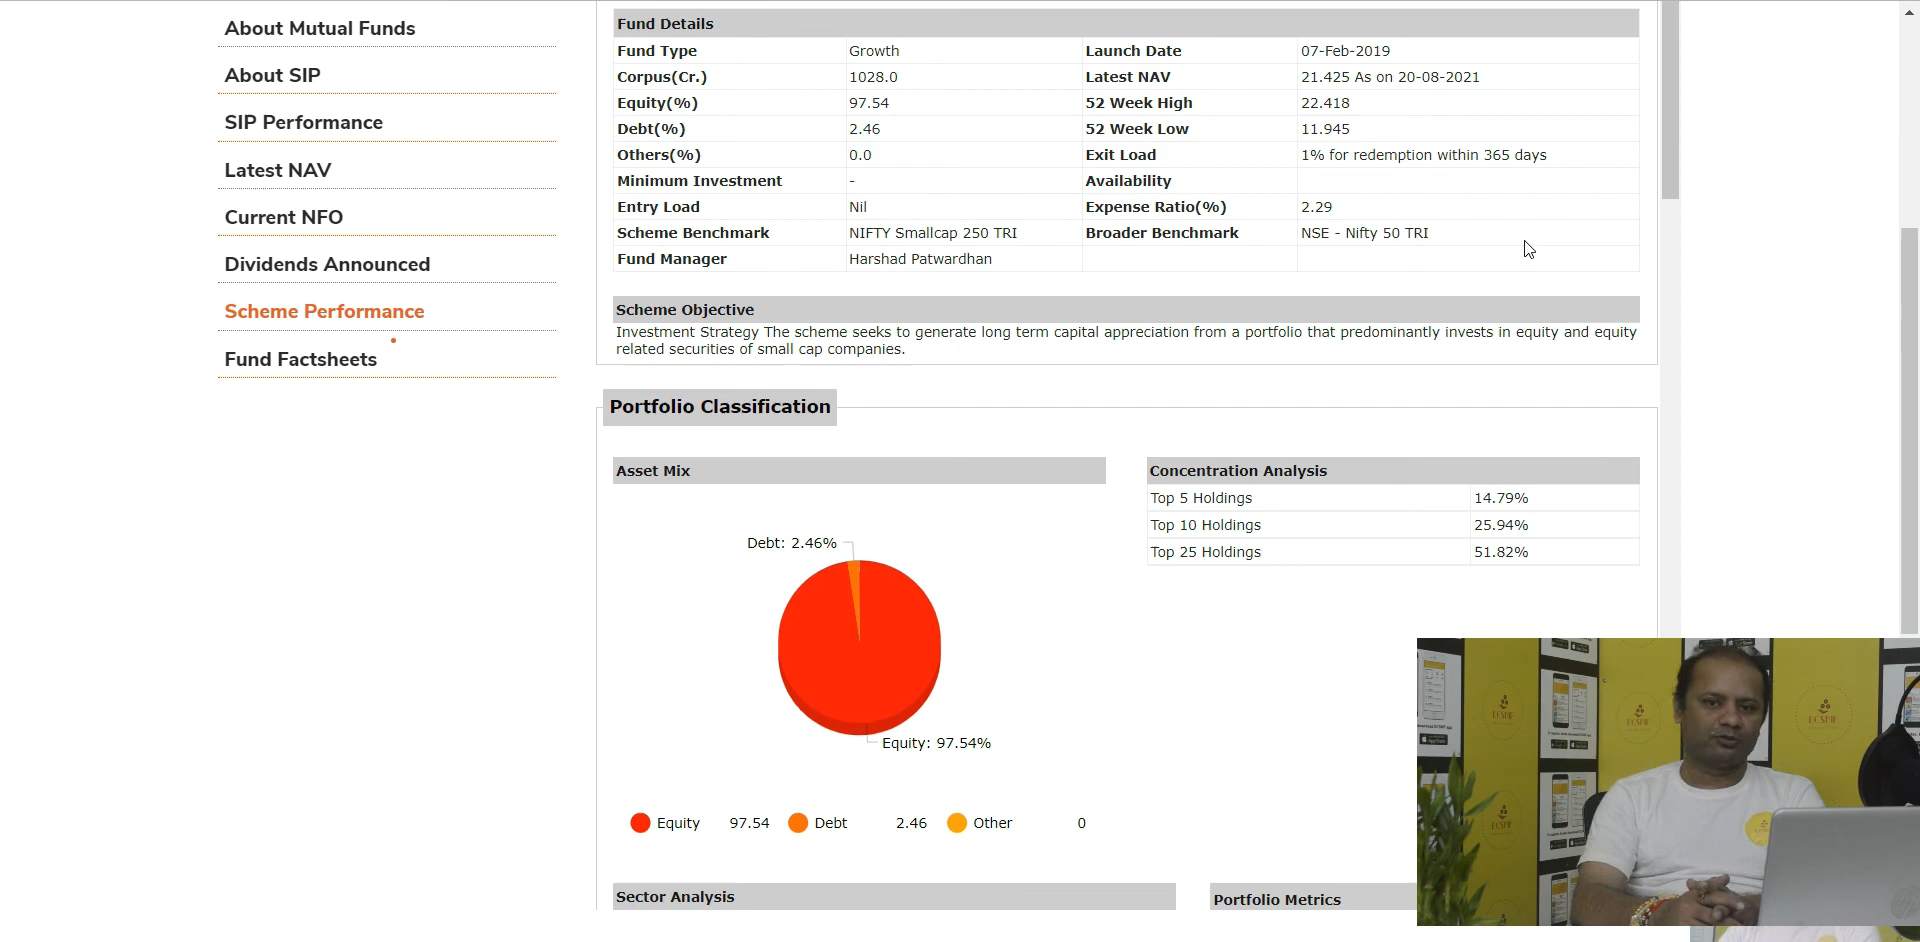 About Mutual Funds
About SIP
SIP Performance
Latest NAV
Current NFO
Dividends Announced
Scheme Performance
Fund Factsheets
Fund Details
Fund Type Growth Launch Date 07-Feb-2019
Corpus(Cr.) 1028.0 Latest NAV 21.425 As on 20-08-2021
Equity(%) 97.54 52 Week High 22.418
Debt(%) 2.46 52 Week Low 11.945
Others(%) 0.0 Exit Load 1% for redemption within 365 days
Minimum Investment - Availability
Entry Load Nil Expense Ratio(%) 2.29
Scheme Benchmark NIFTY Smallcap 250 TRI Broader Benchmark NSE - Nifty 50 TRI
Fund Manager Harshad Patwardhan
Scheme Objective
Investment Strategy The scheme seeks to generate long term capital appreciation from a portfolio that predominantly invests in equity and equity
related securities of small cap companies.
Portfolio Classification
Asset Mix
Debt: 2.46%
Equity: 97.54%
Equity 97.54 Debt 2.46 Other 0
Concentration Analysis
Top 5 Holdings 14.79%
Top 10 Holdings 25.94%
Top 25 Holdings 51.82%
Sector Analysis
Portfolio Metrics